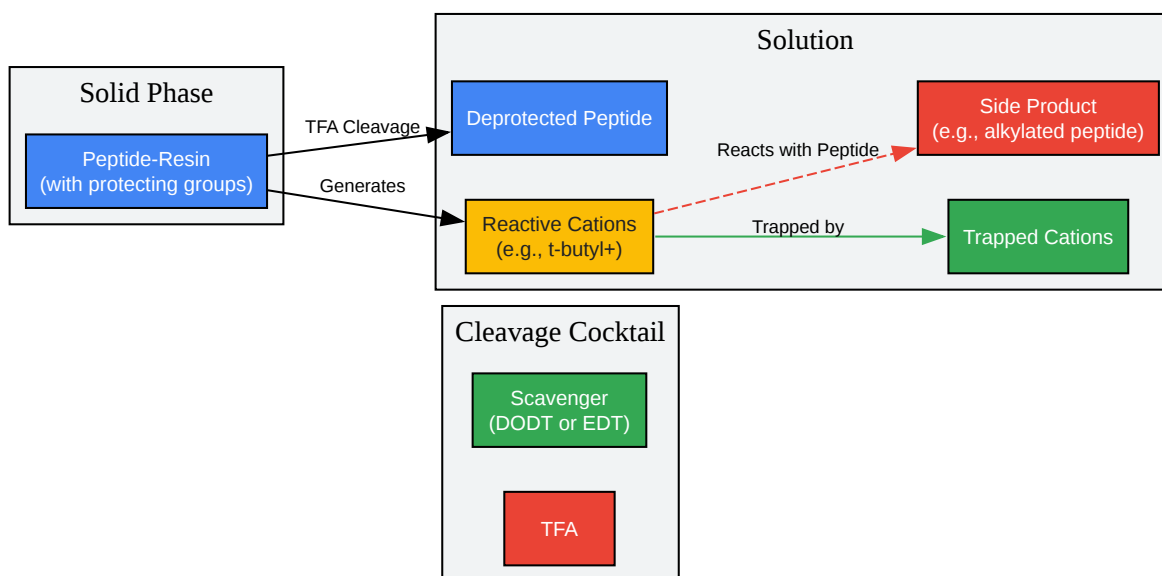 Solution
Solid Phase
Deprotected Peptide
Side Product
(e.g., alkylated peptide)
TFA Cleavage
Peptide-Resin
(with protecting groups)
Reacts with Peptide
Generates
Reactive Cations
(e.g., t-butyl+)
Trapped by
Trapped Cations
Cleavage Cocktail
Scavenger
(DODT or EDT)
TFA